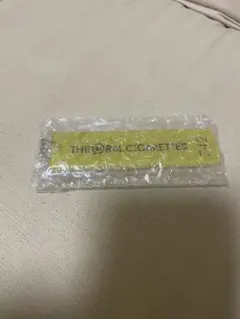 THE ORAL CIGARETTES